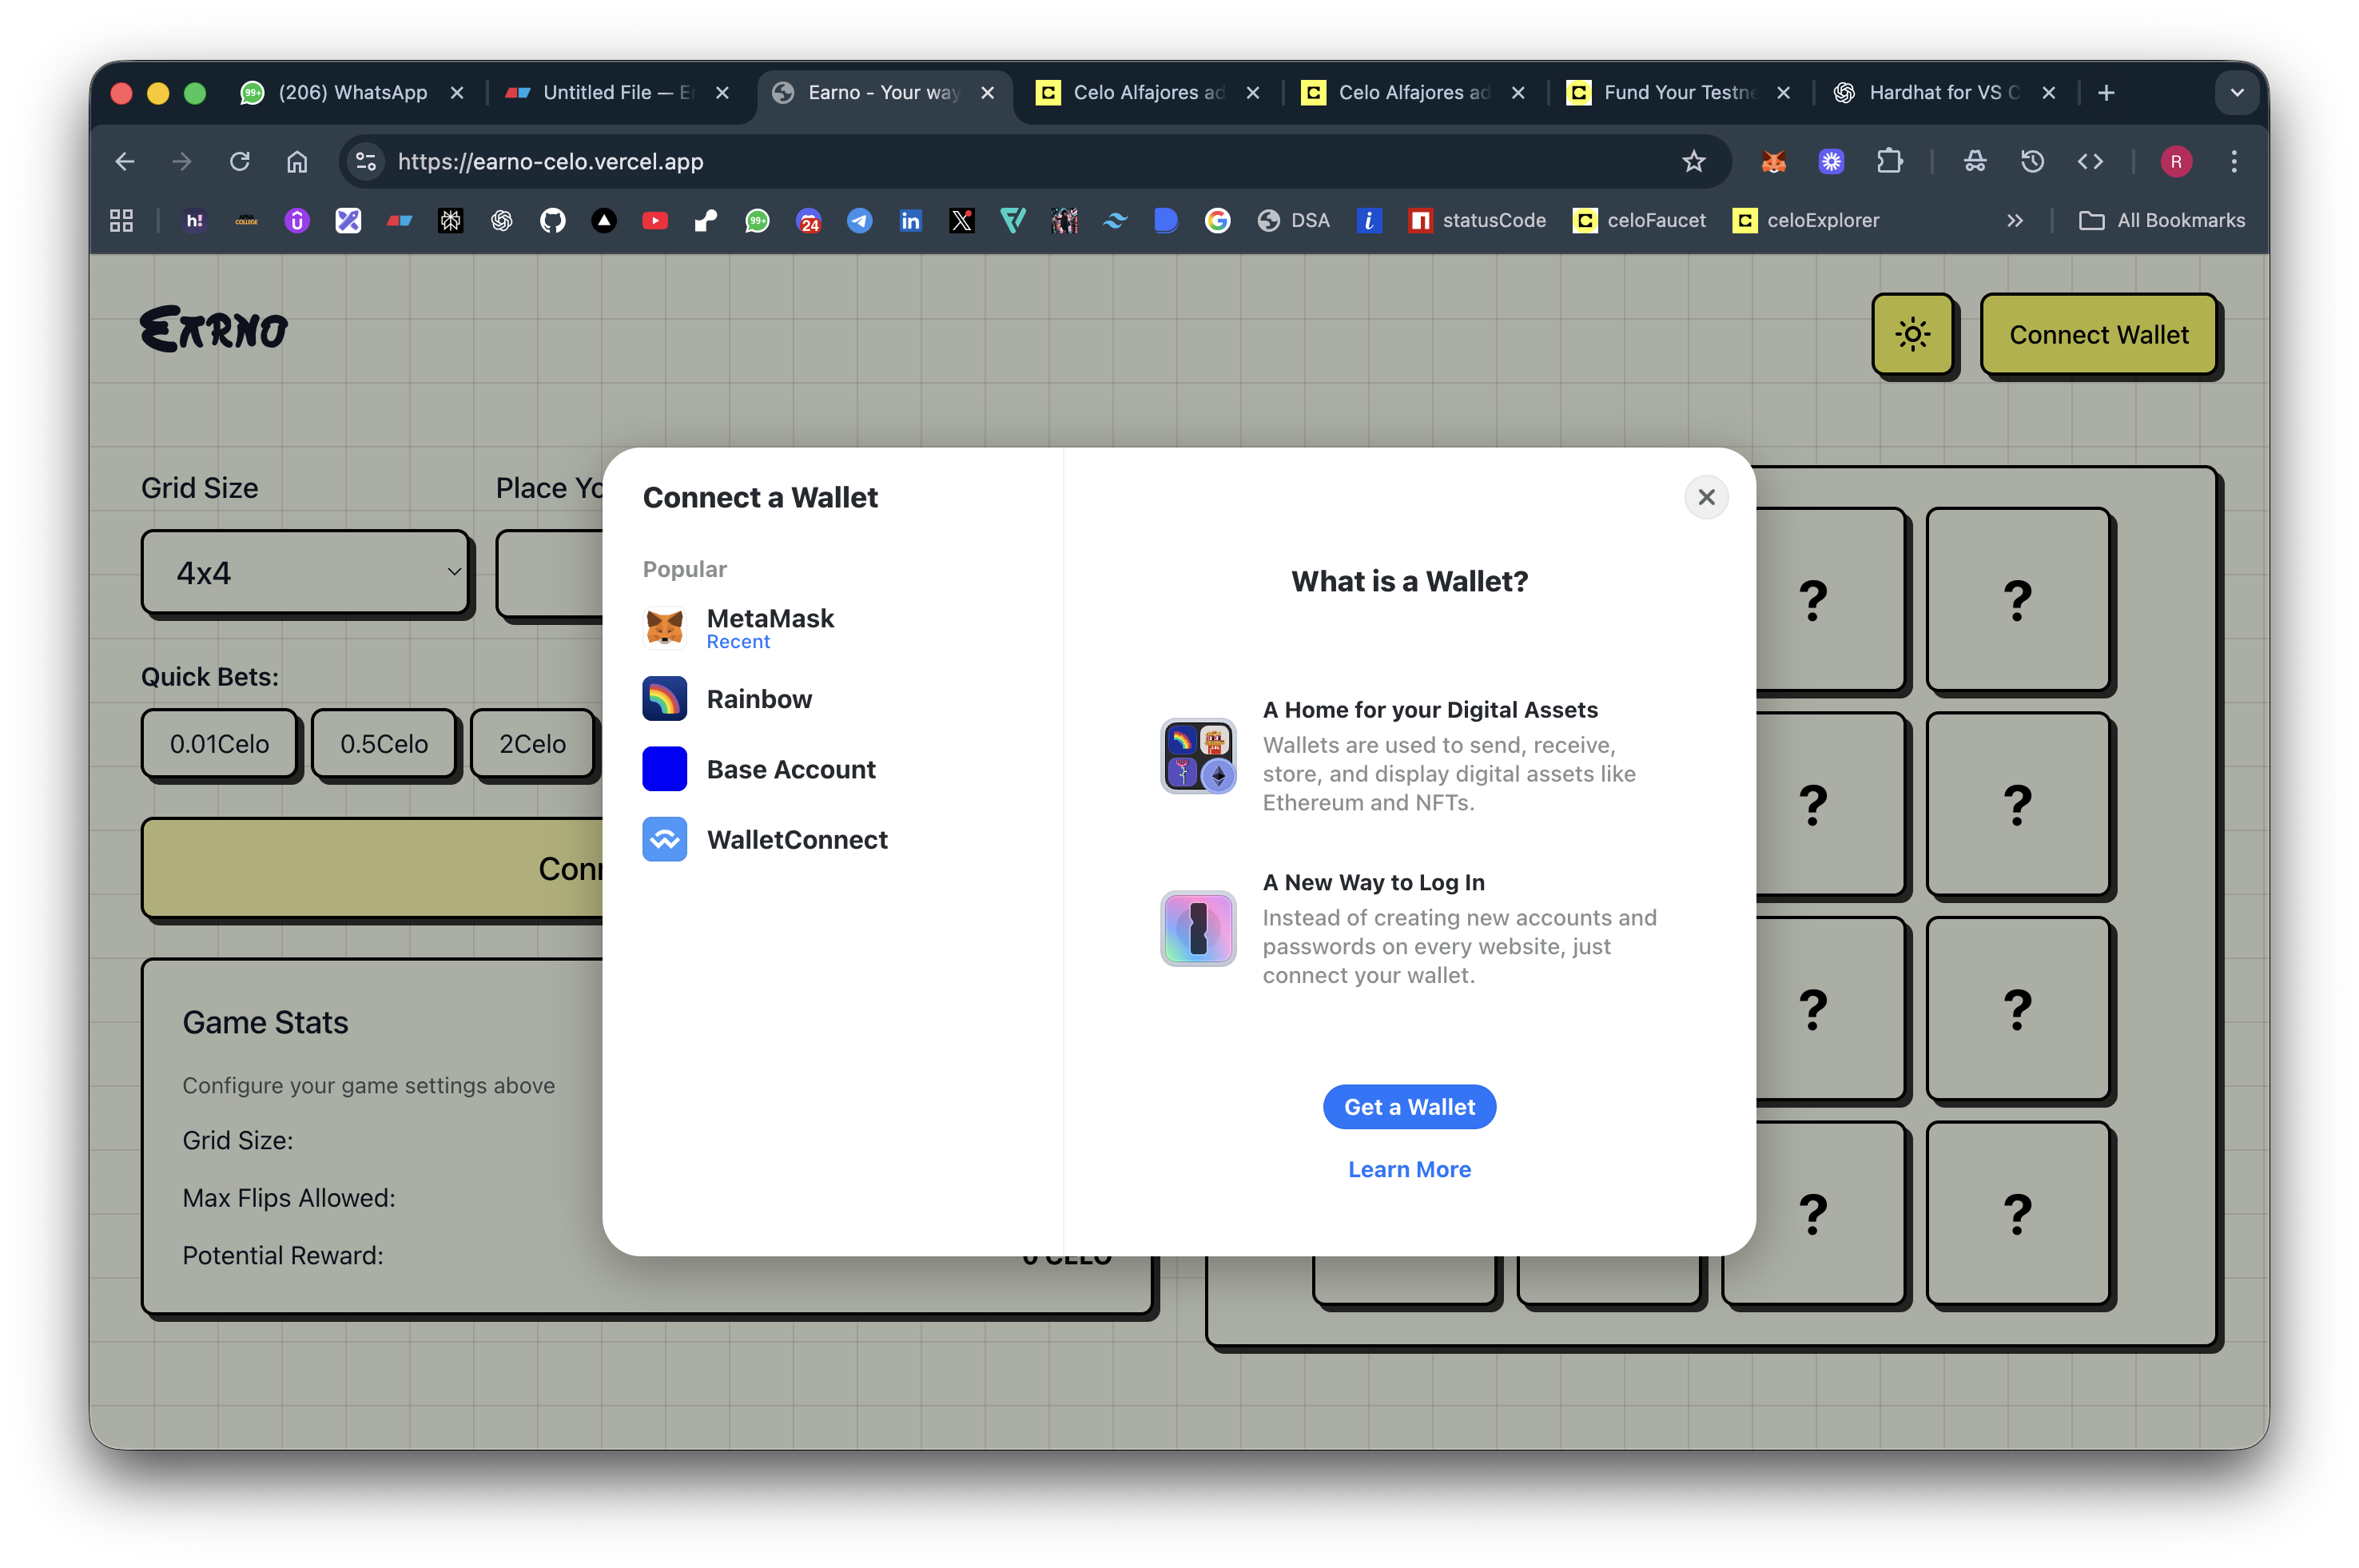 (206) WhatsApp
Untitled File — Er
Earno - Your way
Celo Alfajores ad
Celo Alfajores ad
Fund Your Testne
Hardhat for VS C
https://earno-celo.vercel.app
R
h!
99+
24
DSA
statusCode
celoFaucet
celoExplorer
All Bookmarks
EARNO
Connect Wallet
Grid Size
Place Yo
4x4
Quick Bets:
0.01Celo
0.5Celo
2Celo
Conn
Game Stats
Configure your game settings above
Grid Size:
Max Flips Allowed:
Potential Reward:
0 CELO
Connect a Wallet
Popular
MetaMask
Recent
Rainbow
Base Account
WalletConnect
What is a Wallet?
A Home for your Digital Assets
Wallets are used to send, receive,
store, and display digital assets like
Ethereum and NFTs.
A New Way to Log In
Instead of creating new accounts and
passwords on every website, just
connect your wallet.
Get a Wallet
Learn More
? ?
? ?
? ?
? ?